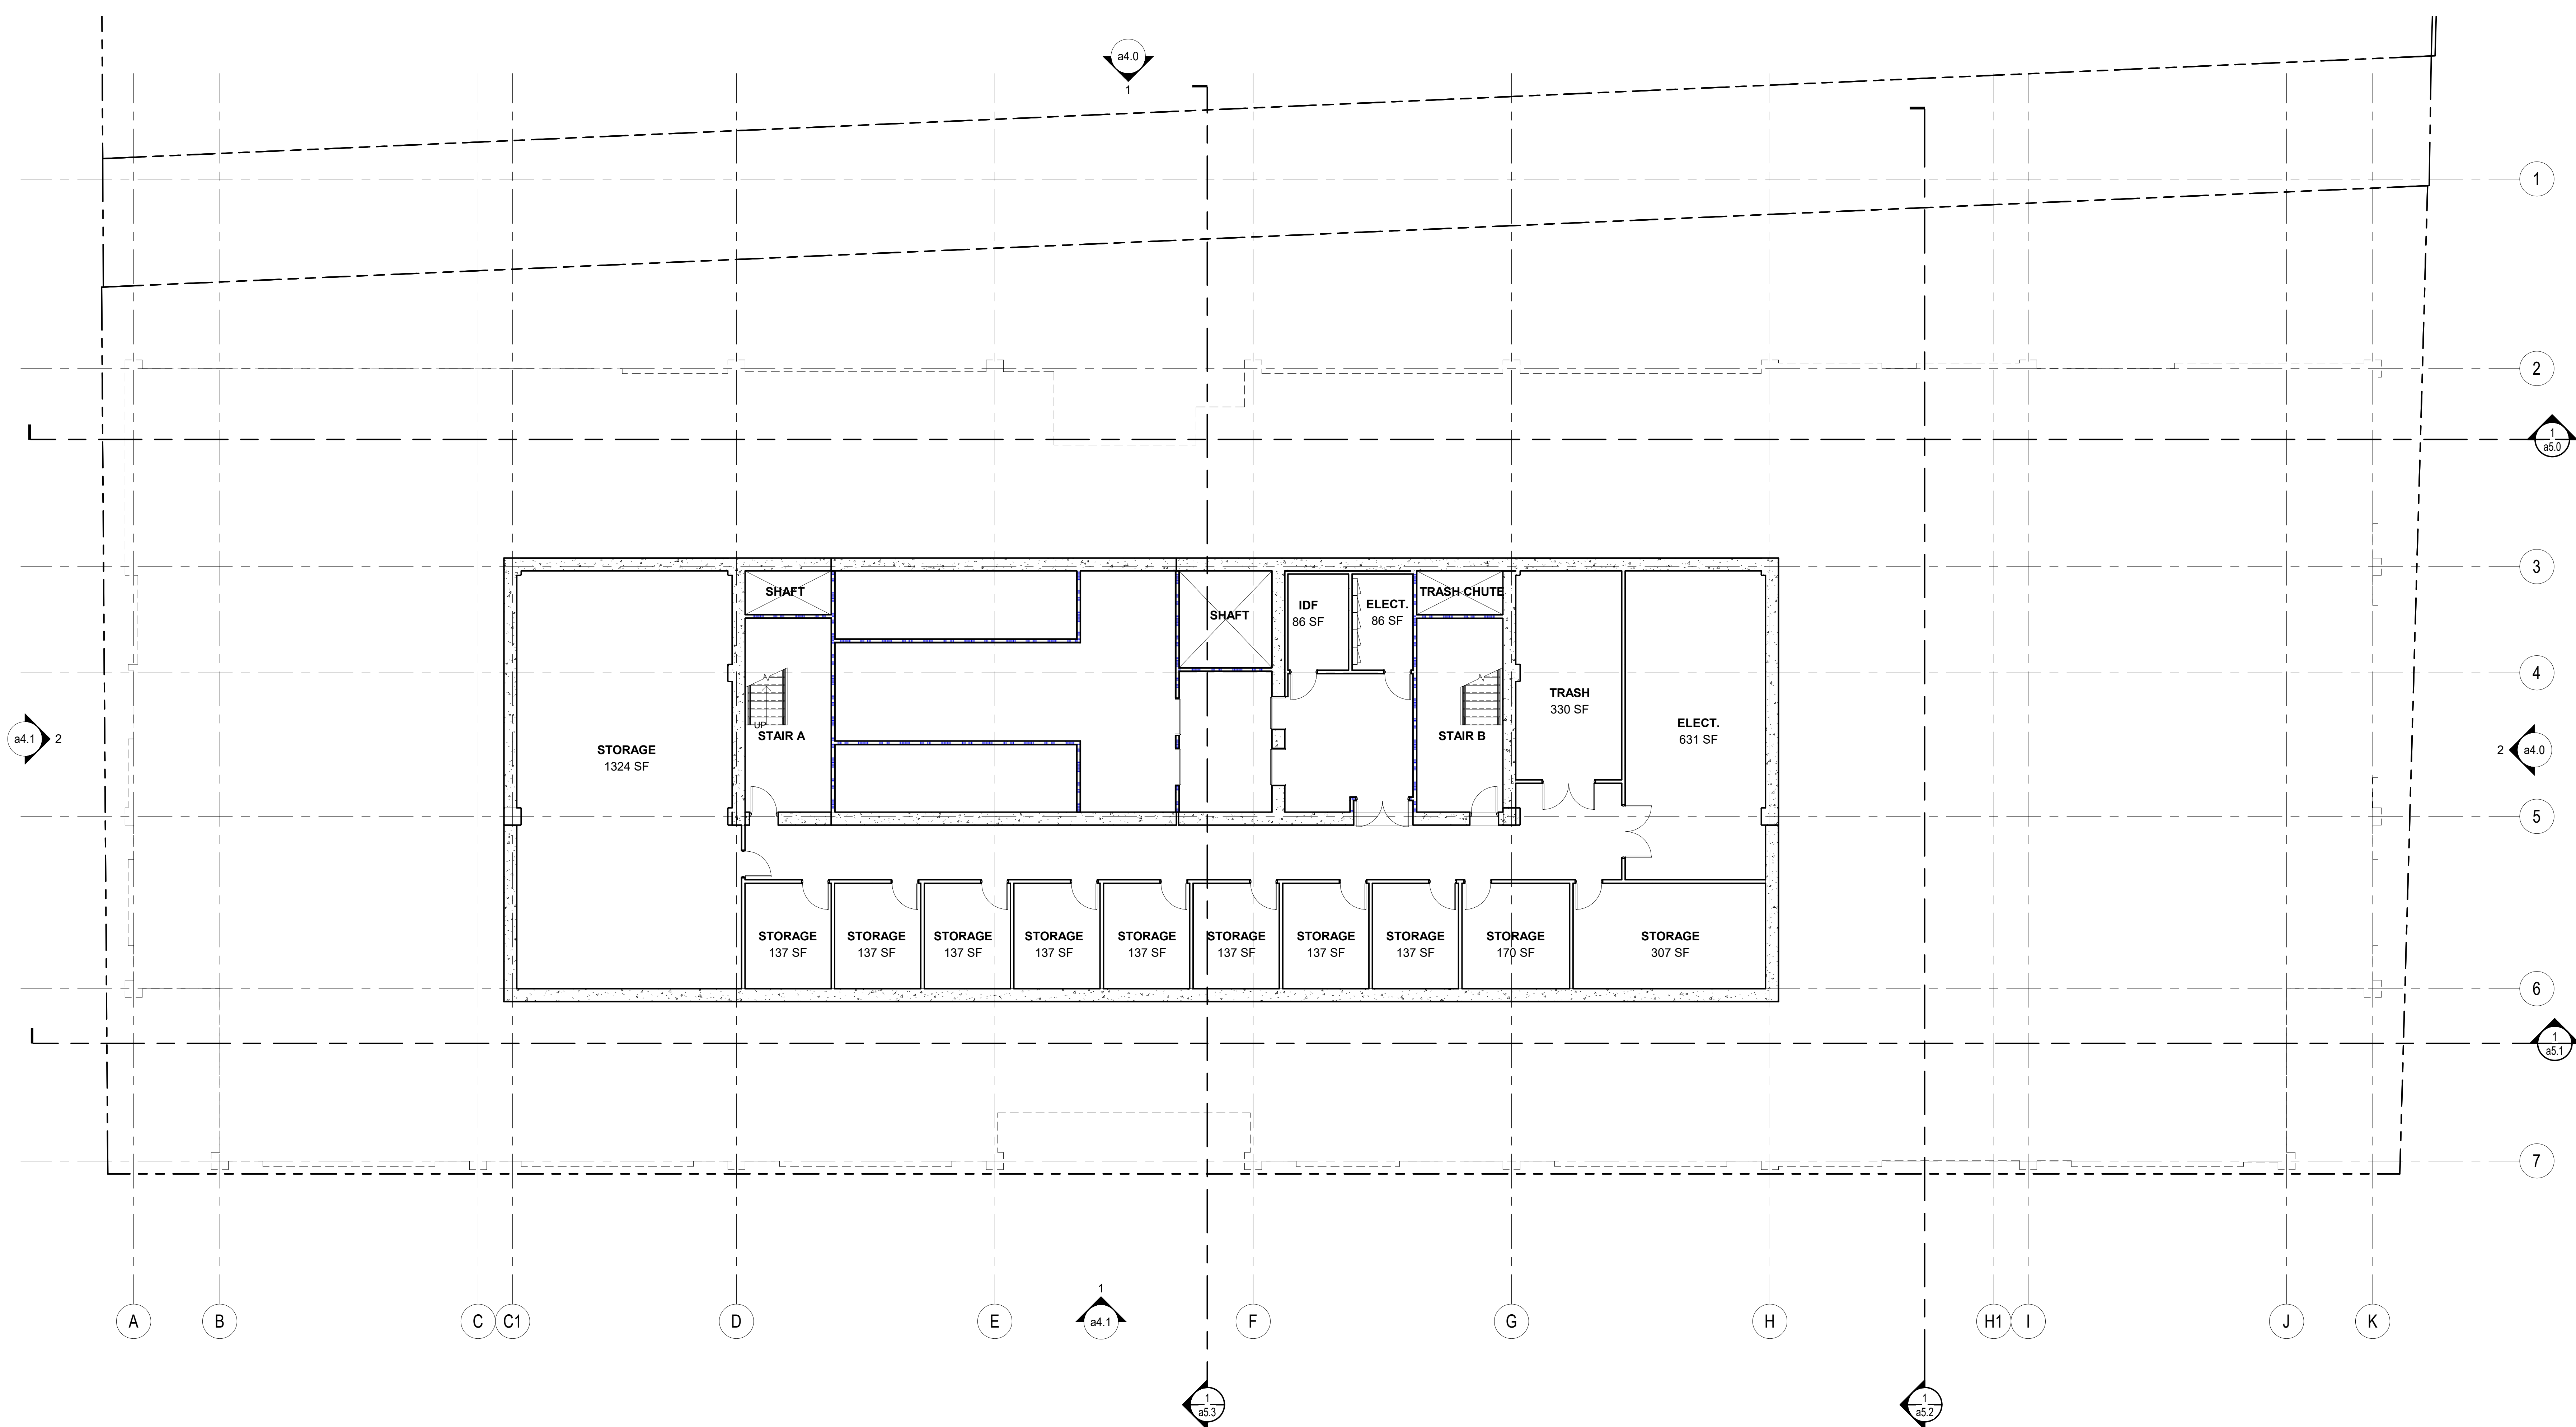 a4.0
1
1
2
1
a5.0
3
SHAFT
SHAFT
IDF
86 SF
ELECT.
86 SF
TRASH CHUTE
4
TRASH
330 SF
ELECT.
631 SF
UP
STAIR A
STAIR B
STORAGE
1324 SF
a4.1
2
2
a4.0
5
STORAGE
137 SF
STORAGE
137 SF
STORAGE
137 SF
STORAGE
137 SF
STORAGE
137 SF
STORAGE
137 SF
STORAGE
137 SF
STORAGE
137 SF
STORAGE
170 SF
STORAGE
307 SF
6
1
a5.1
7
1
a4.1
A
B
C
C1
D
E
F
G
H
H1
I
J
K
1
a5.3
1
a5.2